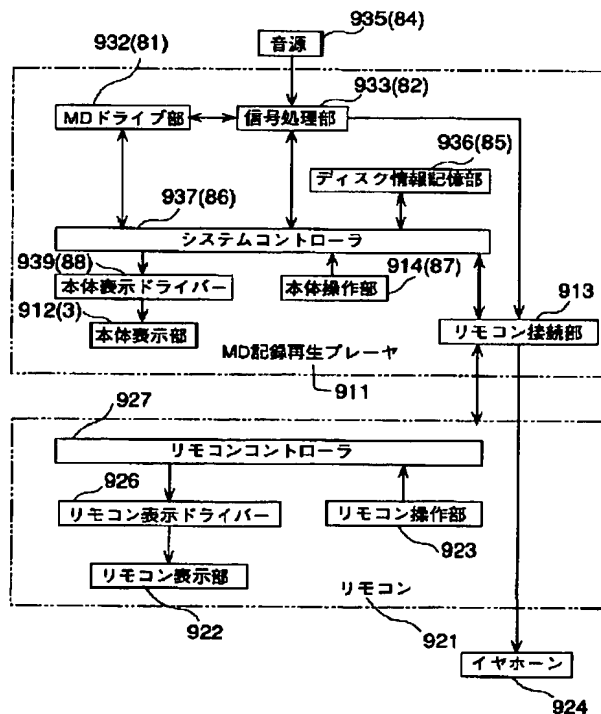 935(84)
932(81)
音源
933(82)
MDドライブ部
信号処理部
936(85)
ディスク情報記憶部
937(86)
システムコントローラ
939(88)
本体表示ドライバー
本体操作部
914(87)
913
912(3)
本体表示部
リモコン接続部
MD記録再生プレーヤ
911
927
リモコンコントローラ
926
リモコン表示ドライバー
リモコン操作部
923
リモコン表示部
リモコン
922
921
イヤホーン
924